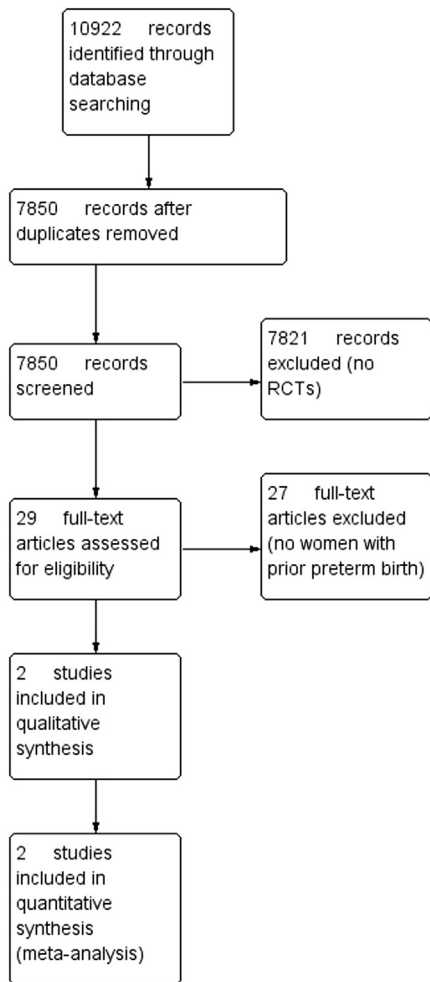 10922 records
identified through
database
searching
7850 records after
duplicates removed
7850 records
screened
7821 records
excluded (no
RCTs)
29 full-text
articles assessed
for eligibility
27 full-text
articles excluded
(no women with
prior preterm birth)
2 studies
included in
qualitative
synthesis
2 studies
included in
quantitative
synthesis
(meta-analysis)